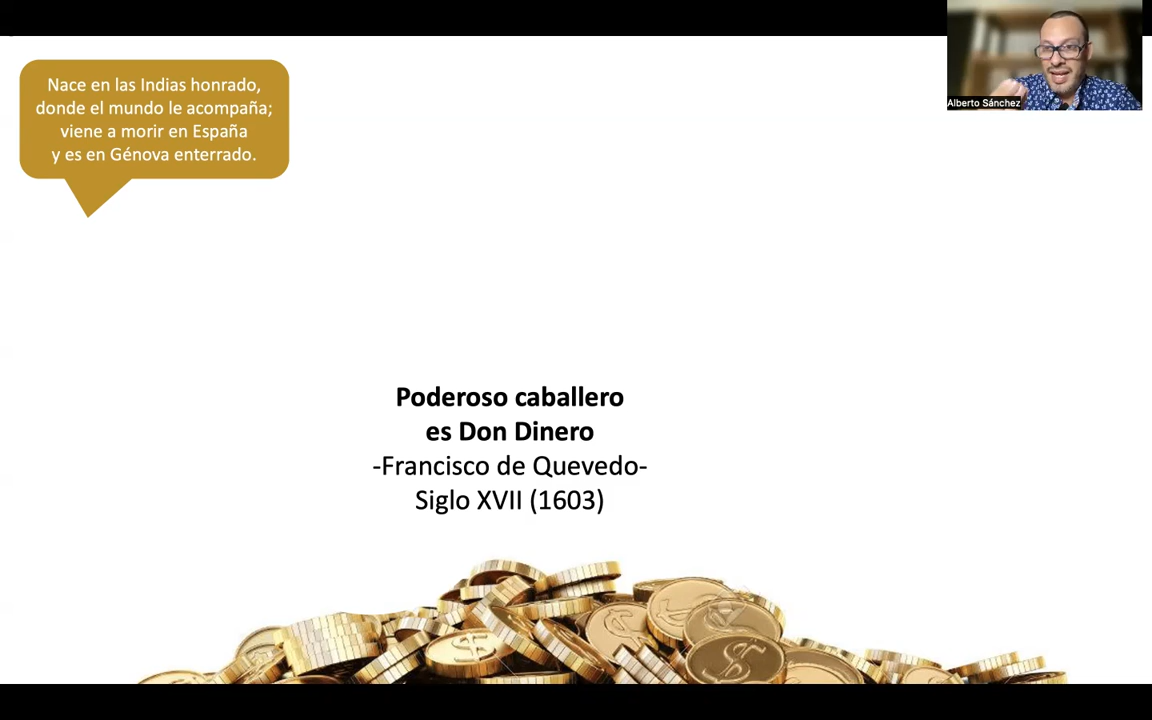 Nace en las Indias honrado,
donde el mundo le acompaña;
viene a morir en España
y es en Génova enterrado.
Alberto Sánchez
Poderoso caballero
es Don Dinero
-Francisco de Quevedo-
Siglo XVII (1603)